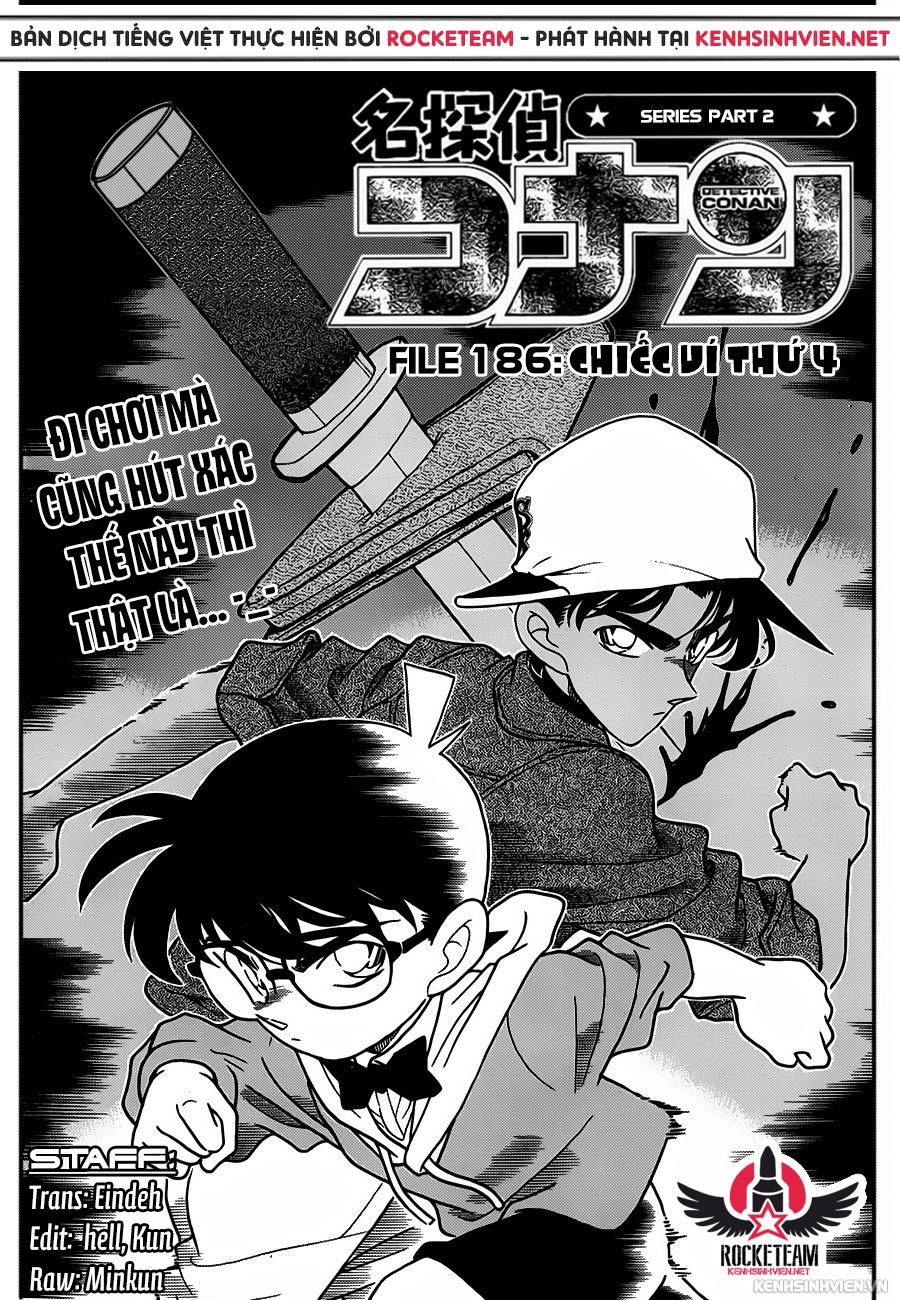 BẢN DỊCH TIẾNG VIỆT THỰC HIỆN BỞI ROCKETEAM - PHÁT HÀNH TẠI KENHSINHVIEN.NET
名探偵
SERIES PART 2
コナン
DETECTIVE
CONAN
FILE 186: CHIẾC VÍ THỨ 4
ĐI CHƠI MÀ
CŨNG HÚT XÁC
THẾ NÀY THÌ
THẬT LÀ... -_-
STAFF:
Trans: Eindeh
Edit: hell, Kun
Raw: Minkun
ROCKETEAM
KENHSINHVIEN.NET
KENHSINHVIEN.VN